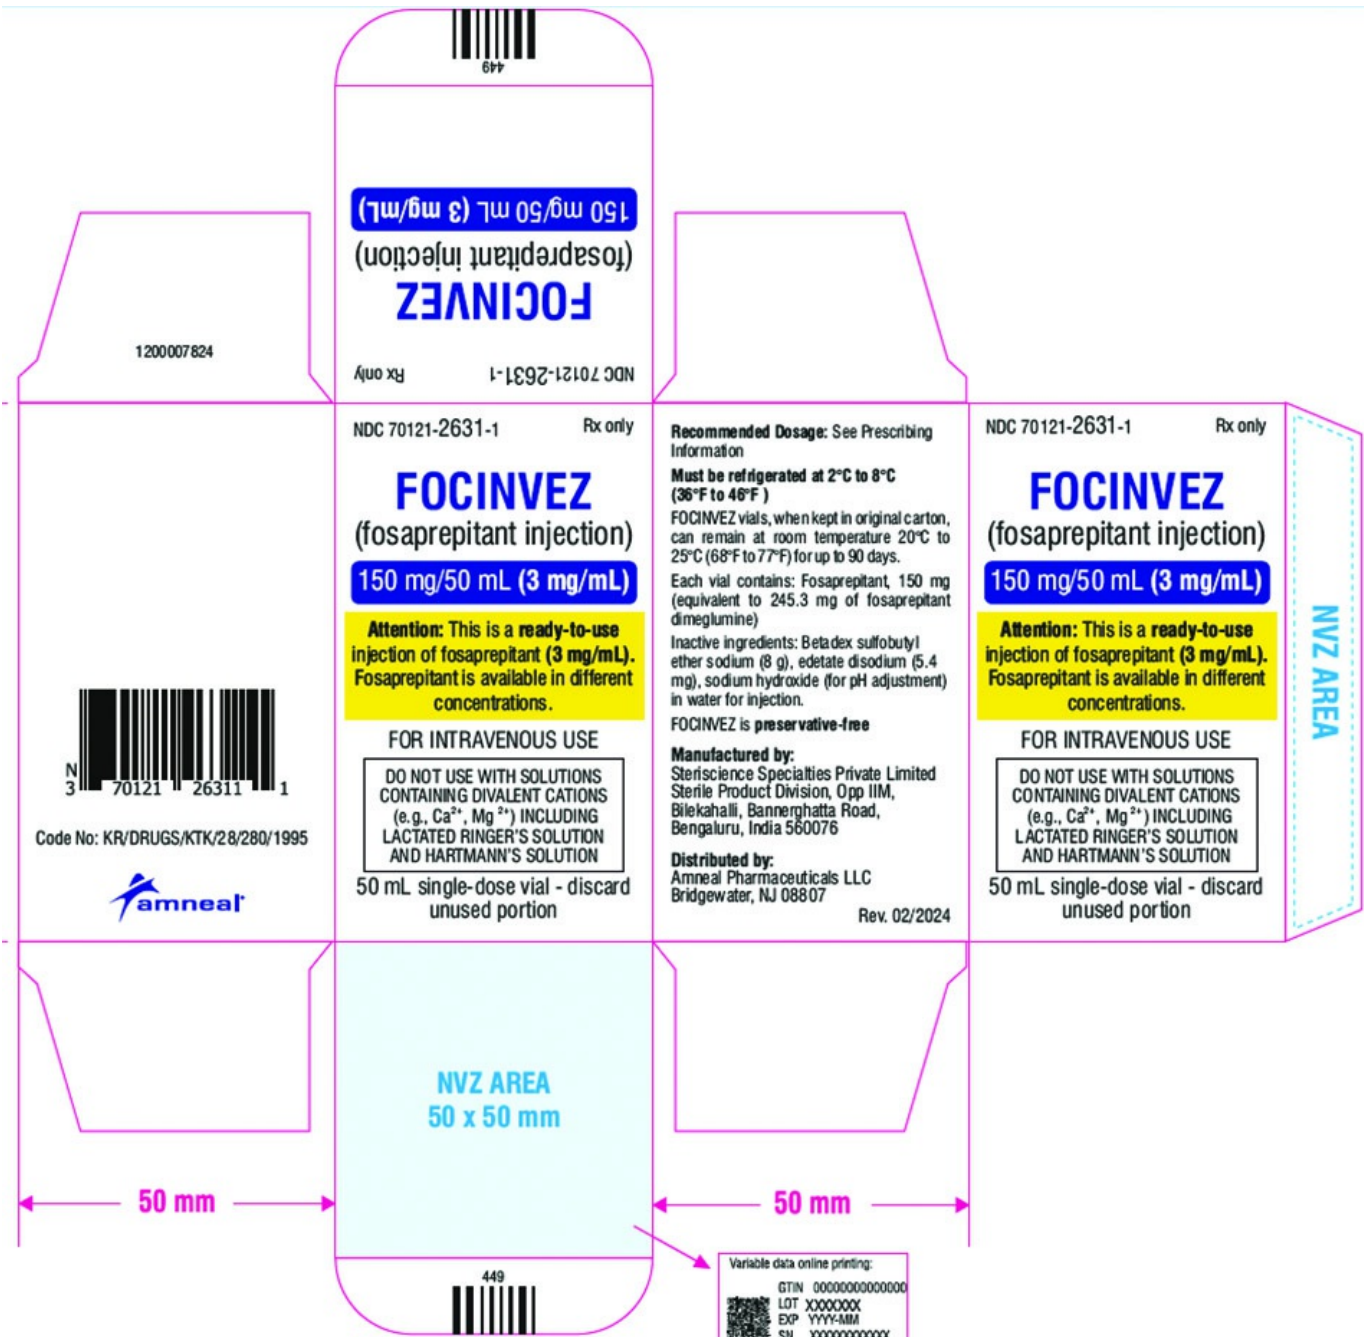 449
150 mg/50 mL (3 mg/mL)
(fosaprepitant injection)
FOCINVEZ
NDC 70121-2631-1 Rx only
1200007824
N
3 70121 26311 1
Code No: KR/DRUGS/KTK/28/280/1995
amneal
NDC 70121-2631-1 Rx only
FOCINVEZ
(fosaprepitant injection)
150 mg/50 mL (3 mg/mL)
Attention: This is a ready-to-use
injection of fosaprepitant (3 mg/mL).
Fosaprepitant is available in different
concentrations.
FOR INTRAVENOUS USE
DO NOT USE WITH SOLUTIONS
CONTAINING DIVALENT CATIONS
(e.g., Ca²⁺, Mg ²⁺) INCLUDING
LACTATED RINGER'S SOLUTION
AND HARTMANN'S SOLUTION
50 mL single-dose vial - discard
unused portion
Recommended Dosage: See Prescribing
Information
Must be refrigerated at 2°C to 8°C
(36°F to 46°F )
FOCINVEZ vials, when kept in original carton,
can remain at room temperature 20°C to
25°C (68°F to 77°F) for up to 90 days.
Each vial contains: Fosaprepitant, 150 mg
(equivalent to 245.3 mg of fosaprepitant
dimeglumine)
Inactive ingredients: Betadex sulfobutyl
ether sodium (8 g), edetate disodium (5.4
mg), sodium hydroxide (for pH adjustment)
in water for injection.
FOCINVEZ is preservative-free
Manufactured by:
Steriscience Specialties Private Limited
Sterile Product Division, Opp IIM,
Bilekahalli, Bannerghatta Road,
Bengaluru, India 560076
Distributed by:
Amneal Pharmaceuticals LLC
Bridgewater, NJ 08807
Rev. 02/2024
NDC 70121-2631-1 Rx only
FOCINVEZ
(fosaprepitant injection)
150 mg/50 mL (3 mg/mL)
Attention: This is a ready-to-use
injection of fosaprepitant (3 mg/mL).
Fosaprepitant is available in different
concentrations.
FOR INTRAVENOUS USE
DO NOT USE WITH SOLUTIONS
CONTAINING DIVALENT CATIONS
(e.g., Ca²⁺, Mg ²⁺) INCLUDING
LACTATED RINGER'S SOLUTION
AND HARTMANN'S SOLUTION
50 mL single-dose vial - discard
unused portion
NVZ AREA
NVZ AREA
50 x 50 mm
50 mm
50 mm
449
Variable data online printing:
GTIN 00000000000000
LOT XXXXXXX
EXP YYYY-MM
SN XXXXXXXXXXX